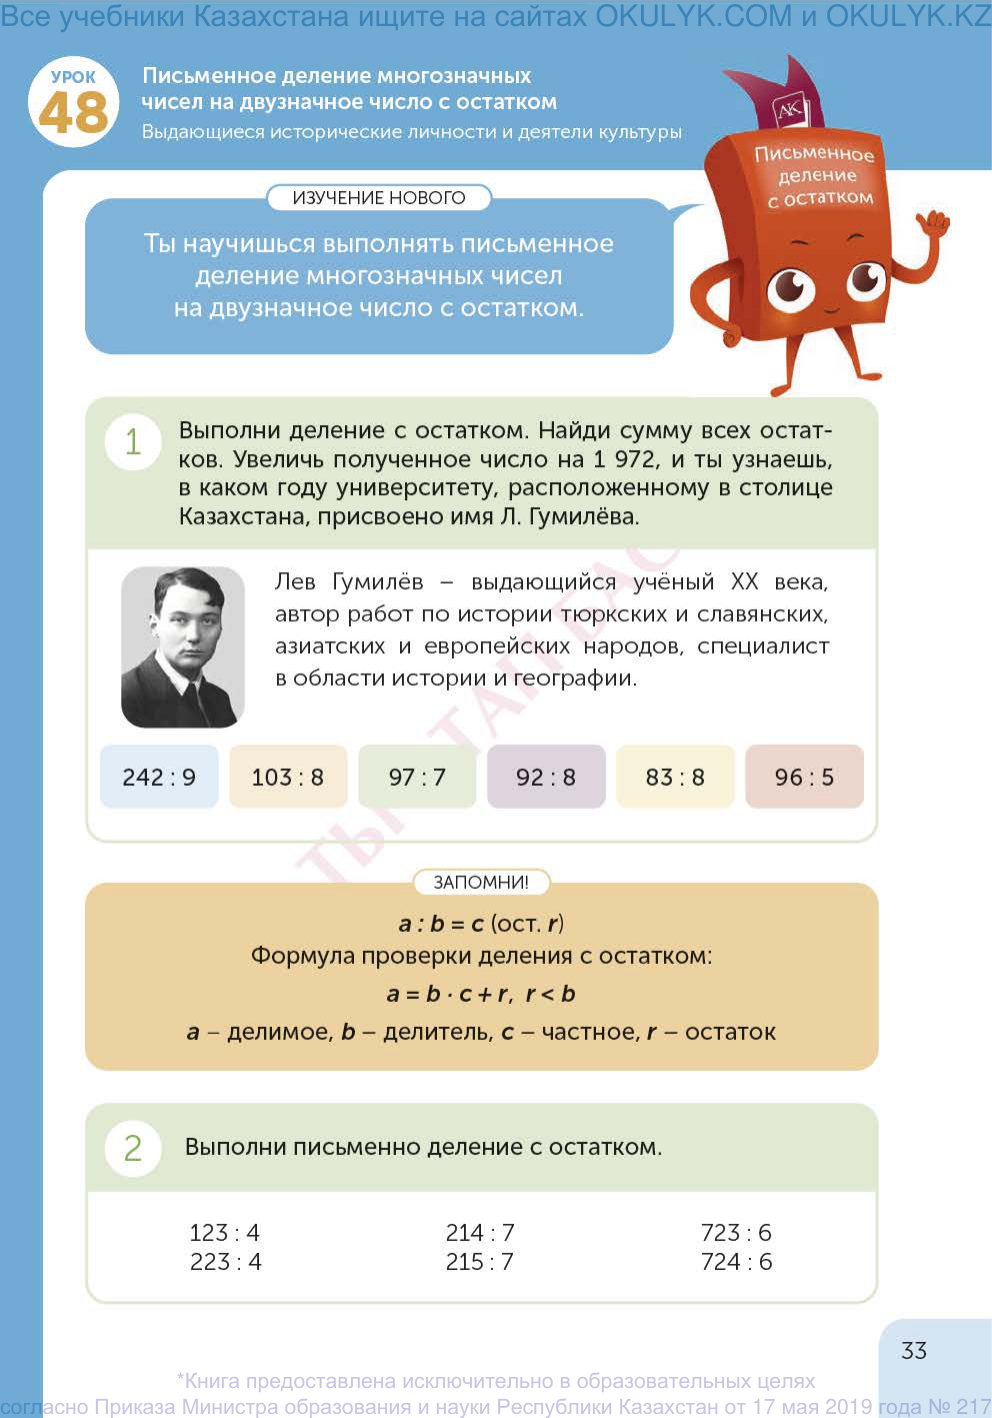 Все учебники Казахстана ищите на сайтах OKULYK.COM и OKULYK.KZ
УРОК
48
Письменное деление многозначных
чисел на двузначное число с остатком
Выдающиеся исторические личности и деятели культуры
АК
Письменное
деление
с остатком
ИЗУЧЕНИЕ НОВОГО
Ты научишься выполнять письменное
деление многозначных чисел
на двузначное число с остатком.
1
Выполни деление с остатком. Найди сумму всех остат-
ков. Увеличь полученное число на 1 972, и ты узнаешь,
в каком году университету, расположенному в столице
Казахстана, присвоено имя Л. Гумилёва.
Лев Гумилёв – выдающийся учёный XX века,
автор работ по истории тюркских и славянских,
азиатских и европейских народов, специалист
в области истории и географии.
242 : 9 103 : 8 97 : 7 92 : 8 83 : 8 96 : 5
ЗАПОМНИ!
a : b = c (ост. r)
Формула проверки деления с остатком:
a = b · c + r, r < b
a – делимое, b – делитель, c – частное, r – остаток
2
Выполни письменно деление с остатком.
123 : 4 214 : 7 723 : 6
223 : 4 215 : 7 724 : 6
33
*Книга предоставлена исключительно в образовательных целях
согласно Приказа Министра образования и науки Республики Казахстан от 17 мая 2019 года № 217